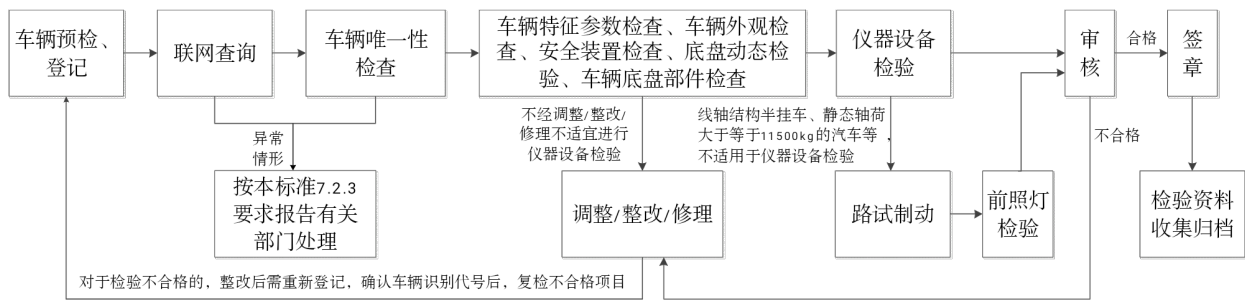 车辆预检、
登记
联网查询
车辆唯一性
检查
车辆特征参数检查、车辆外观检
查、安全装置检查、底盘动态检
验、车辆底盘部件检查
仪器设备
检验
审
核
合格
签
章
异常
情形
不经调整/整改/
修理不适宜进行
仪器设备检验
线轴结构半挂车、静态轴荷
大于等于11500kg的汽车等、
不适用于仪器设备检验
不合格
按本标准7.2.3
要求报告有关
部门处理
调整/整改/修理
路试制动
前照灯
检验
检验资料
收集归档
对于检验不合格的，整改后需重新登记，确认车辆识别代号后，复检不合格项目